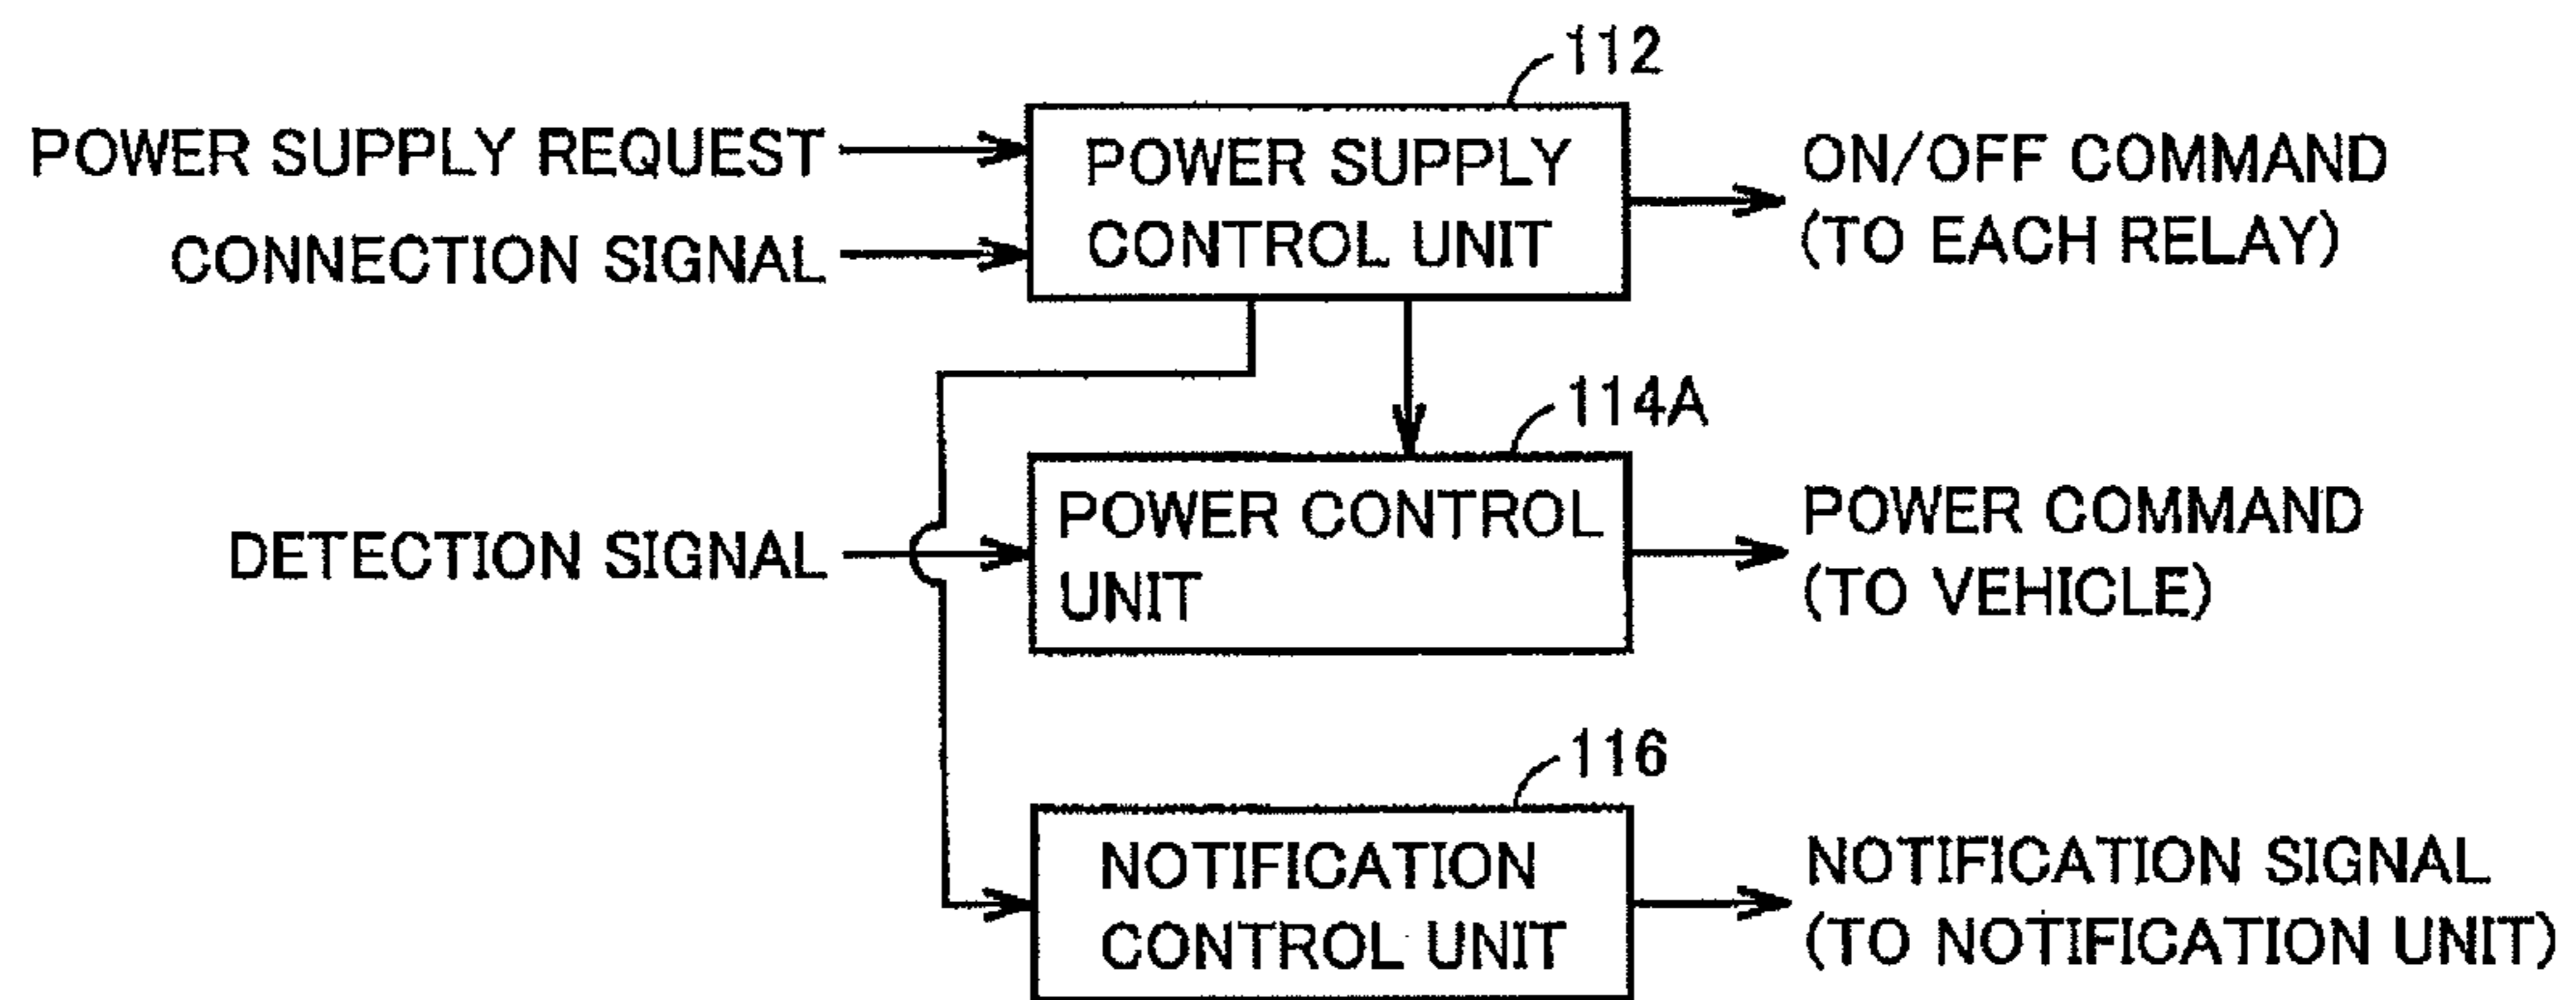 112
POWER SUPPLY REQUEST
CONNECTION SIGNAL
POWER SUPPLY
CONTROL UNIT
ON/OFF COMMAND
(TO EACH RELAY)
114A
DETECTION SIGNAL
POWER CONTROL
UNIT
POWER COMMAND
(TO VEHICLE)
116
NOTIFICATION
CONTROL UNIT
NOTIFICATION SIGNAL
(TO NOTIFICATION UNIT)